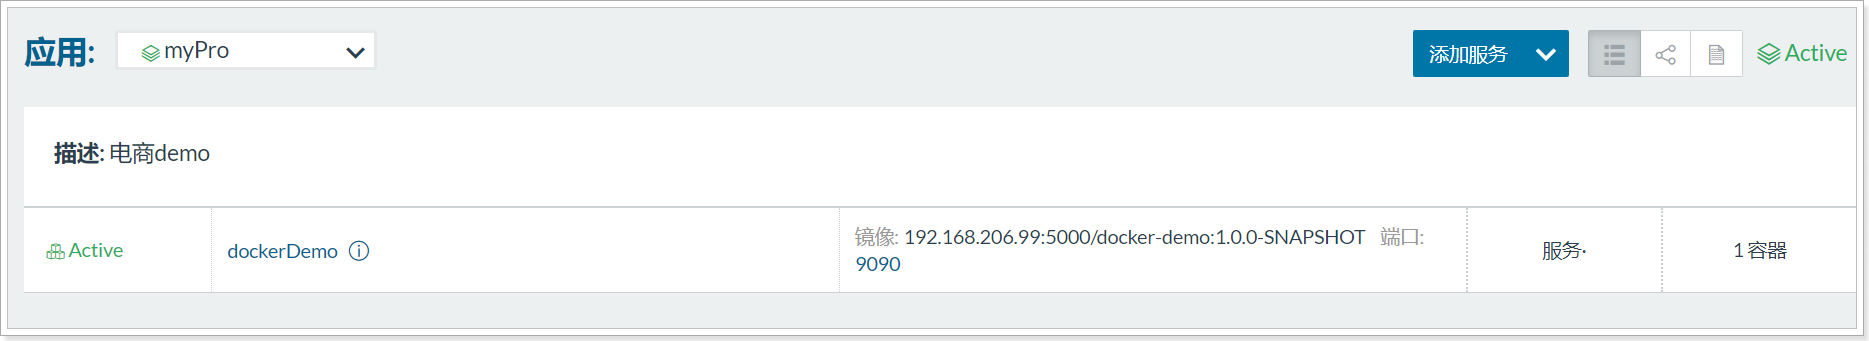 应用: myPro 添加服务 Active
描述: 电商demo
Active dockerDemo 镜像: 192.168.206.99:5000/docker-demo:1.0.0-SNAPSHOT 端口:
9090 服务· 1 容器